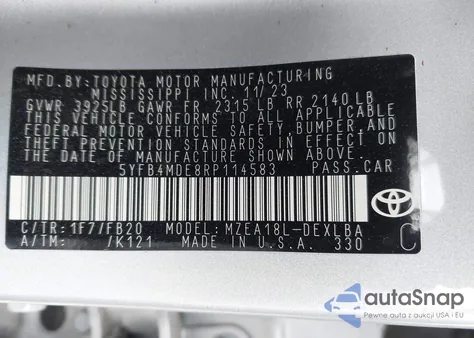 MFD. BY: TOYOTA MOTOR MANUFACTURING
MISSISSIPPI INC. 11/23
GVWR 3925LB GAWR FR 2315 LB RR 2140 LB
THIS VEHICLE CONFORMS TO ALL APPLICABLE
FEDERAL MOTOR VEHICLE SAFETY, BUMPER, AND
THEFT PREVENTION STANDARDS IN EFFECT ON
THE DATE OF MANUFACTURE SHOWN ABOVE.
5YFB4MDE8RP114583 PASS. CAR
C/TR: 1F7/FB20 MODEL: MZEA18L-DEXLBA
A/TM: /K121 MADE IN U.S.A. 330
C
autoSnap
Pewne auta z aukcji USA i EU